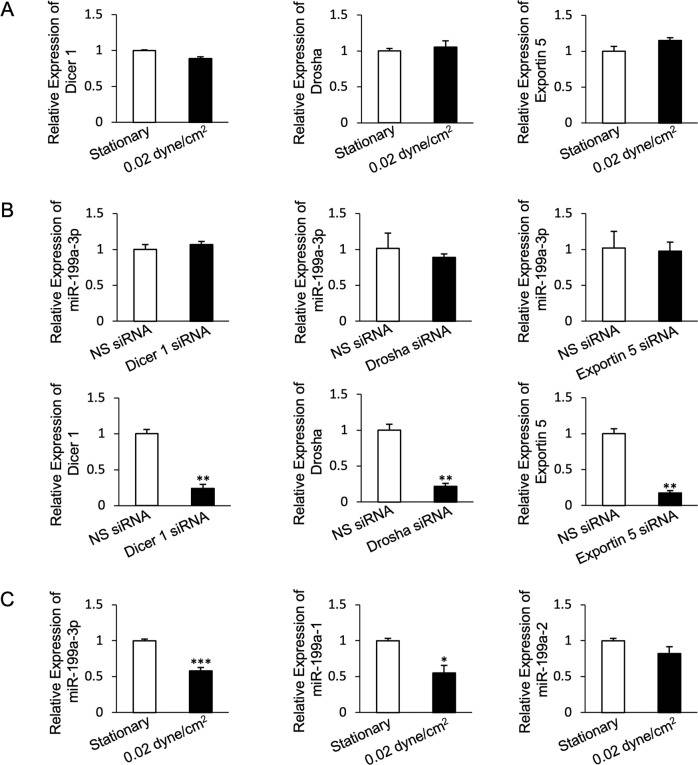 A
Relative Expression of
Dicer 1
1.5
1
0.5
0
Stationary
0.02 dyne/cm2
Relative Expression of
Drosha
1.5
1
0.5
0
Stationary
0.02 dyne/cm2
Relative Expression of
Exportin 5
1.5
1
0.5
0
Stationary
0.02 dyne/cm2
B
Relative Expression of
miR-199a-3p
1.5
1
0.5
0
NS siRNA
Dicer 1 siRNA
Relative Expression of
miR-199a-3p
1.5
1
0.5
0
NS siRNA
Drosha siRNA
Relative Expression of
miR-199a-3p
1.5
1
0.5
0
NS siRNA
Exportin 5 siRNA
Relative Expression of
Dicer 1
1.5
1
0.5
0
**
NS siRNA
Dicer 1 siRNA
Relative Expression of
Drosha
1.5
1
0.5
0
**
NS siRNA
Drosha siRNA
Relative Expression of
Exportin 5
1.5
1
0.5
0
**
NS siRNA
Exportin 5 siRNA
C
Relative Expression of
miR-199a-3p
1.5
1
0.5
0
***
Stationary
0.02 dyne/cm2
Relative Expression of
miR-199a-1
1.5
1
0.5
0
*
Stationary
0.02 dyne/cm2
Relative Expression of
miR-199a-2
1.5
1
0.5
0
Stationary
0.02 dyne/cm2